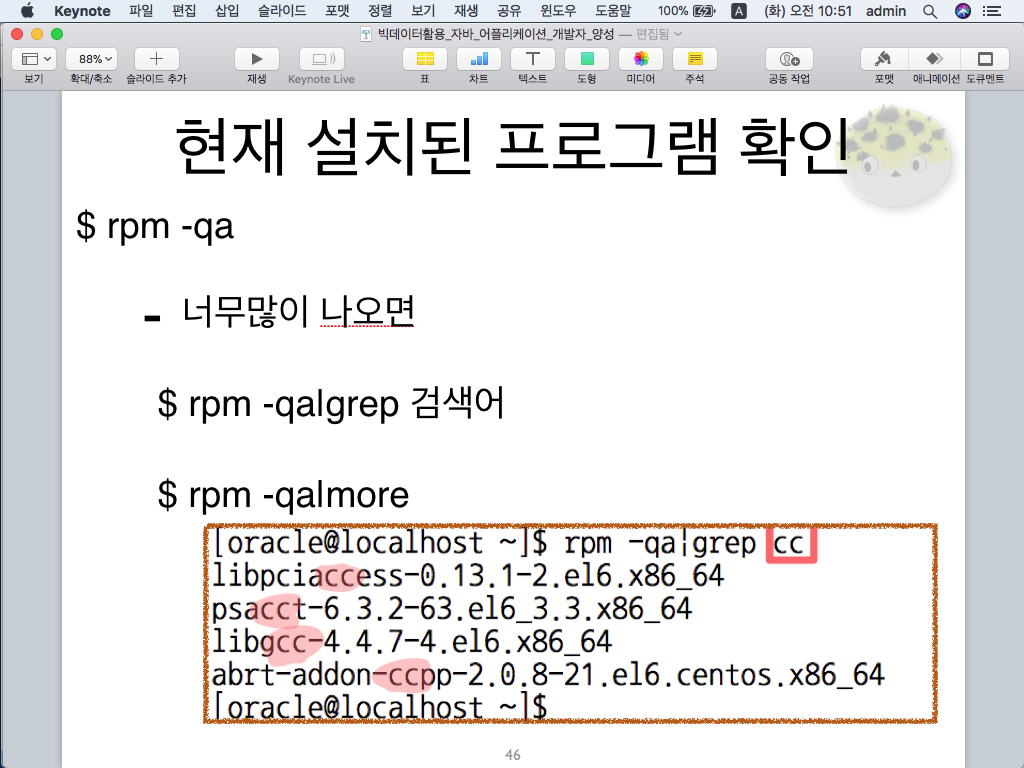 Keynote 파일 편집 삽입 슬라이드 포맷 정렬 보기 재생 공유 윈도우 도움말 100% A (화) 오전 10:51 admin
빅데이터활용_자바_어플리케이션_개발자_양성 — 편집됨
88%
보기 확대/축소 슬라이드 추가 재생 Keynote Live 표 차트 텍스트 도형 미디어 주석 공동 작업 포맷 애니메이션 도큐멘트
현재 설치된 프로그램 확인
$ rpm -qa
- 너무많이 나오면
$ rpm -qa|grep 검색어
$ rpm -qa|more
[oracle@localhost ~]$ rpm -qa|grep cc
libpciaccess-0.13.1-2.el6.x86_64
psacct-6.3.2-63.el6_3.3.x86_64
libgcc-4.4.7-4.el6.x86_64
abrt-addon-ccpp-2.0.8-21.el6.centos.x86_64
[oracle@localhost ~]$
46